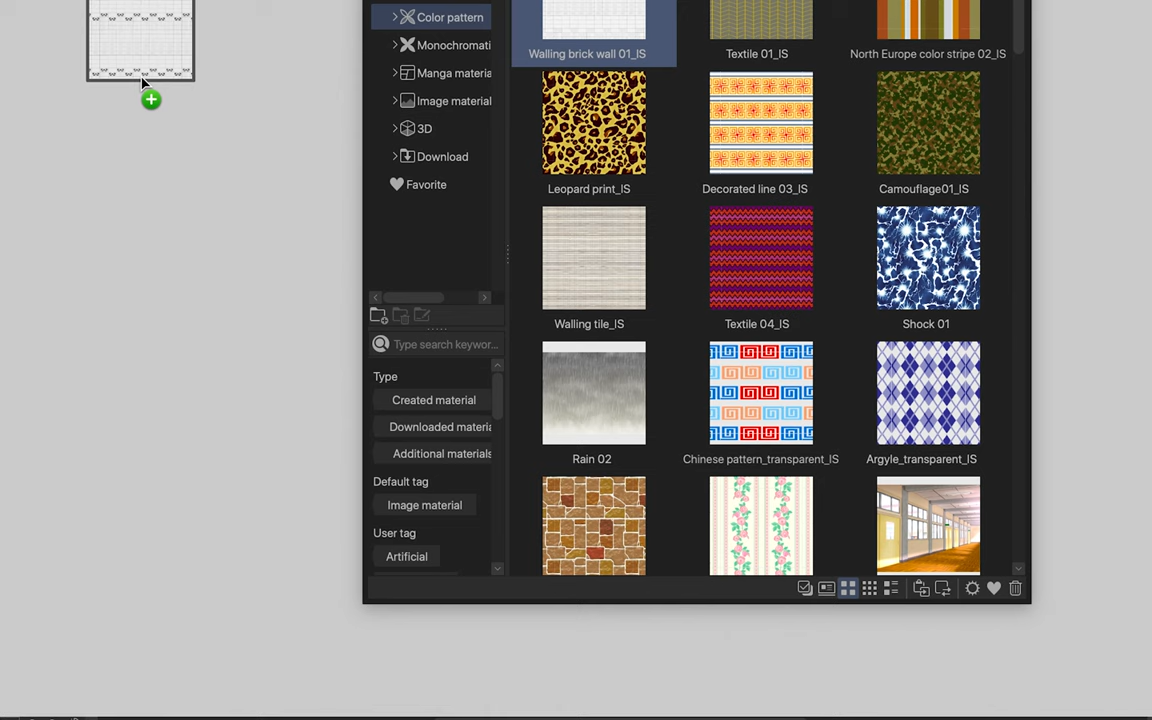 Color pattern
Monochromati
Manga materia
Image material
3D
Download
Favorite
Type search keywor...
Type
Created material
Downloaded materia
Additional materials
Default tag
Image material
User tag
Artificial
Walling brick wall 01_IS
Textile 01_IS
North Europe color stripe 02_IS
Leopard print_IS
Decorated line 03_IS
Camouflage01_IS
Walling tile_IS
Textile 04_IS
Shock 01
Rain 02
Chinese pattern_transparent_IS
Argyle_transparent_IS